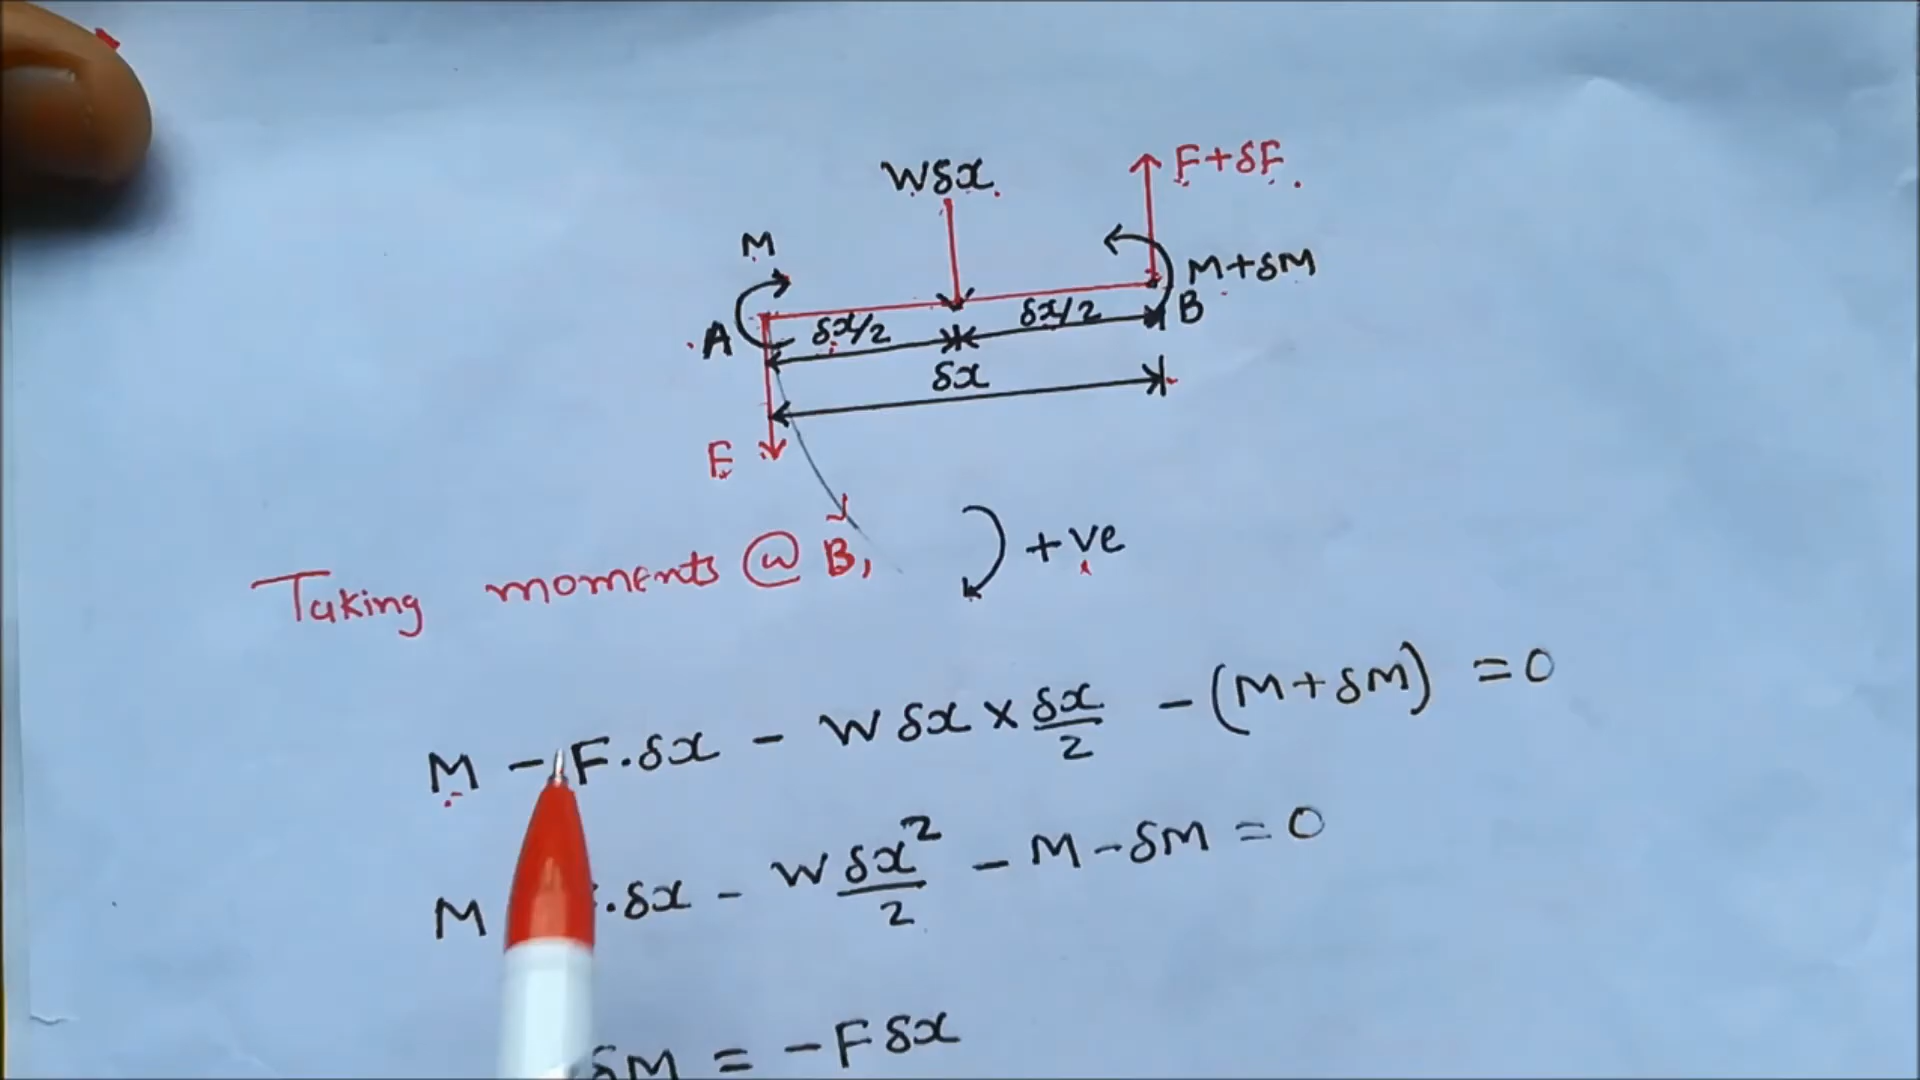 F+δF
Wδx
M
M+δM
A
δx/2
δx/2
B
δx
F
Taking moments @ B,
+ve
M - F.δx - Wδx × δx/2 - (M+δM) = 0
M .δx - Wδx²/2 - M - δM = 0
δM = -Fδx